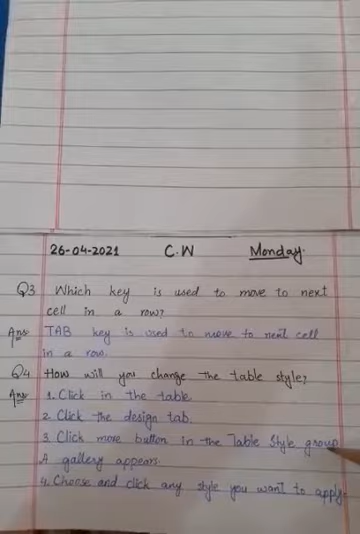 26-04-2021 C.W Monday.
Q3 Which key is used to move to next
cell in a row?
Ans TAB key is used to move to next cell
in a row.
Q4 How will you change the table style?
Ans 1. Click in the table.
2. Click the design tab.
3. Click more button in the Table Style group
A gallery appears.
4. Choose and click any style you want to apply.